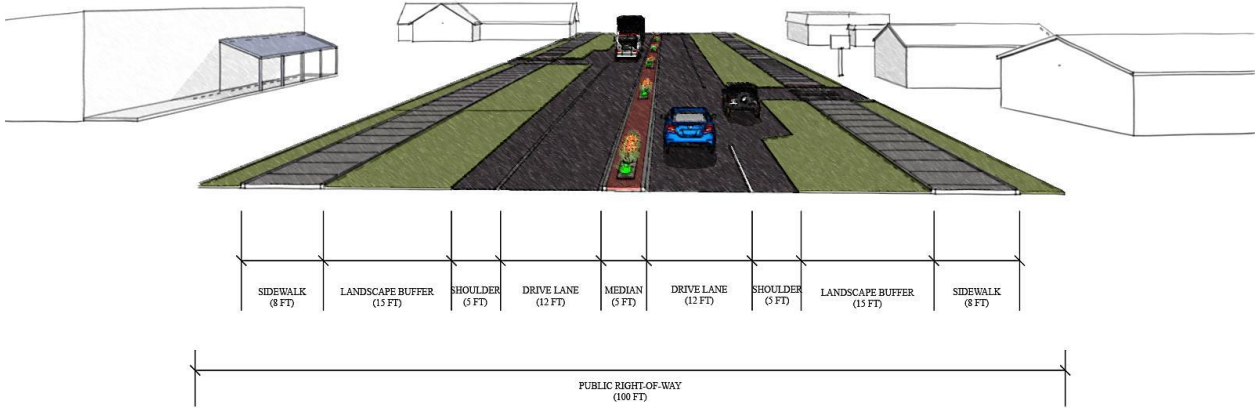 SIDEWALK
(8 FT)
LANDSCAPE BUFFER
(15 FT)
SHOULDER
(5 FT)
DRIVE LANE
(12 FT)
MEDIAN
(5 FT)
DRIVE LANE
(12 FT)
SHOULDER
(5 FT)
LANDSCAPE BUFFER
(15 FT)
SIDEWALK
(8 FT)
PUBLIC RIGHT-OF-WAY
(100 FT)